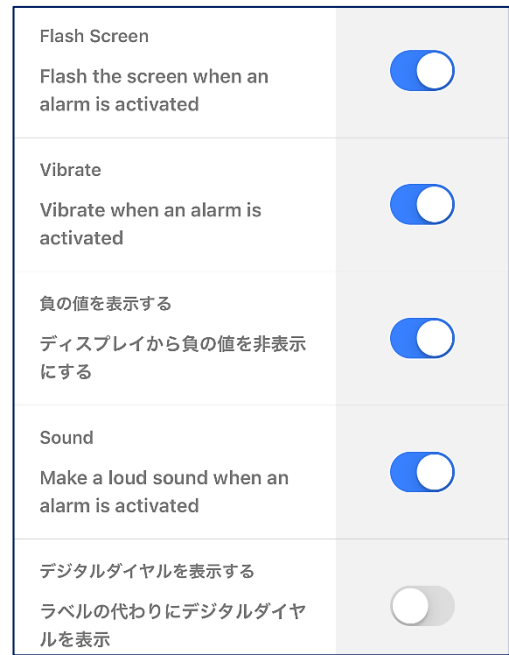 Flash Screen
Flash the screen when an
alarm is activated
Vibrate
Vibrate when an alarm is
activated
負の値を表示する
ディスプレイから負の値を非表示
にする
Sound
Make a loud sound when an
alarm is activated
デジタルダイヤルを表示する
ラベルの代わりにデジタルダイヤ
ルを表示